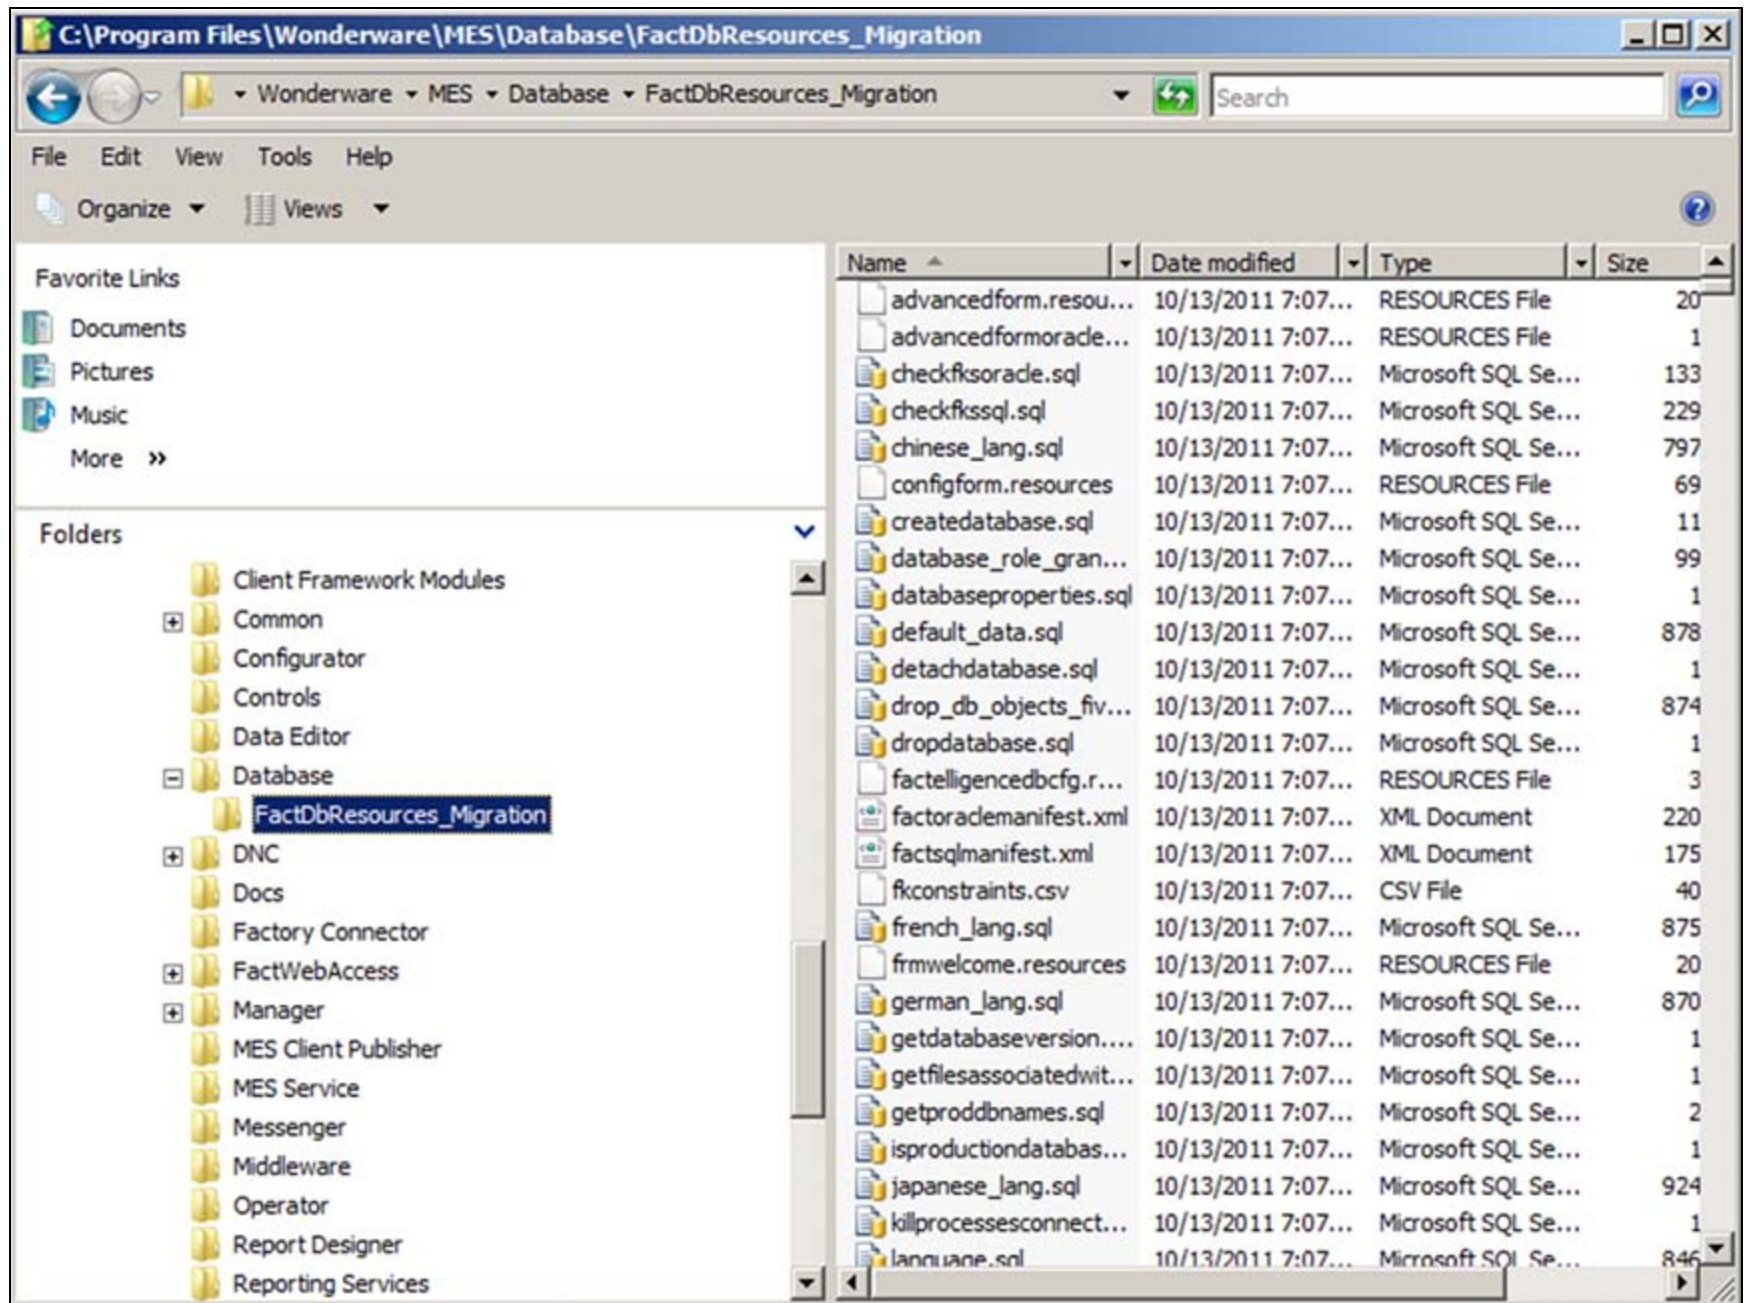 C:\Program Files\Wonderware\MES\Database\FactDbResources_Migration
Wonderware MES Database FactDbResources_Migration
Search
File Edit View Tools Help
Organize Views
Favorite Links
Documents
Pictures
Music
More »
Folders
Client Framework Modules
Common
Configurator
Controls
Data Editor
Database
FactDbResources_Migration
DNC
Docs
Factory Connector
FactWebAccess
Manager
MES Client Publisher
MES Service
Messenger
Middleware
Operator
Report Designer
Reporting Services
Name Date modified Type Size
advancedform.resou... 10/13/2011 7:07... RESOURCES File 20
advancedformoracle... 10/13/2011 7:07... RESOURCES File 1
checkfksoracle.sql 10/13/2011 7:07... Microsoft SQL Se... 133
checkfkssql.sql 10/13/2011 7:07... Microsoft SQL Se... 229
chinese_lang.sql 10/13/2011 7:07... Microsoft SQL Se... 797
configform.resources 10/13/2011 7:07... RESOURCES File 69
createdatabase.sql 10/13/2011 7:07... Microsoft SQL Se... 11
database_role_gran... 10/13/2011 7:07... Microsoft SQL Se... 99
databaseproperties.sql 10/13/2011 7:07... Microsoft SQL Se... 1
default_data.sql 10/13/2011 7:07... Microsoft SQL Se... 878
detachdatabase.sql 10/13/2011 7:07... Microsoft SQL Se... 1
drop_db_objects_fiv... 10/13/2011 7:07... Microsoft SQL Se... 874
dropdatabase.sql 10/13/2011 7:07... Microsoft SQL Se... 1
factelligencedbcfg.r... 10/13/2011 7:07... RESOURCES File 3
factoraclemanifest.xml 10/13/2011 7:07... XML Document 220
factsqlmanifest.xml 10/13/2011 7:07... XML Document 175
fkconstraints.csv 10/13/2011 7:07... CSV File 40
french_lang.sql 10/13/2011 7:07... Microsoft SQL Se... 875
frmwelcome.resources 10/13/2011 7:07... RESOURCES File 20
german_lang.sql 10/13/2011 7:07... Microsoft SQL Se... 870
getdatabaseversion.... 10/13/2011 7:07... Microsoft SQL Se... 1
getfilesassociatedwit... 10/13/2011 7:07... Microsoft SQL Se... 1
getproddbnames.sql 10/13/2011 7:07... Microsoft SQL Se... 2
isproductiondatabas... 10/13/2011 7:07... Microsoft SQL Se... 1
japanese_lang.sql 10/13/2011 7:07... Microsoft SQL Se... 924
killprocessesconnect... 10/13/2011 7:07... Microsoft SQL Se... 1
language.sql 10/13/2011 7:07... Microsoft SQL Se... 846